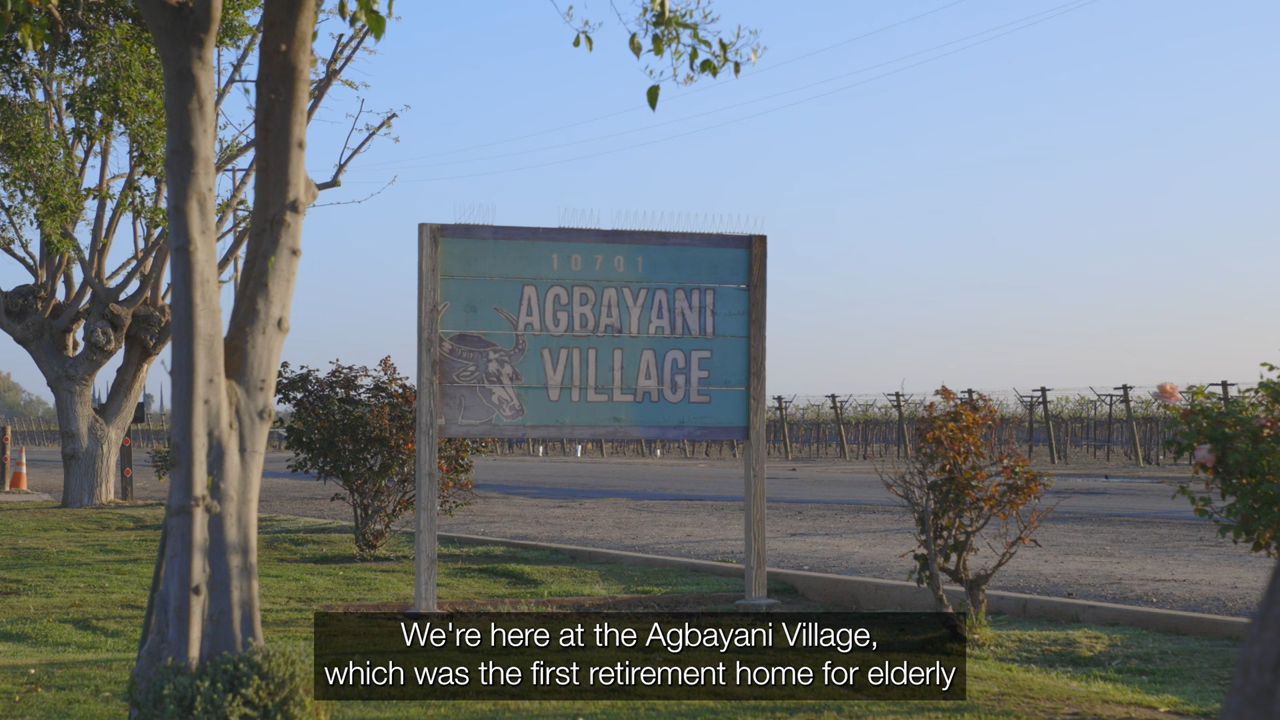 10701
AGBAYANI
VILLAGE
We're here at the Agbayani Village,
which was the first retirement home for elderly